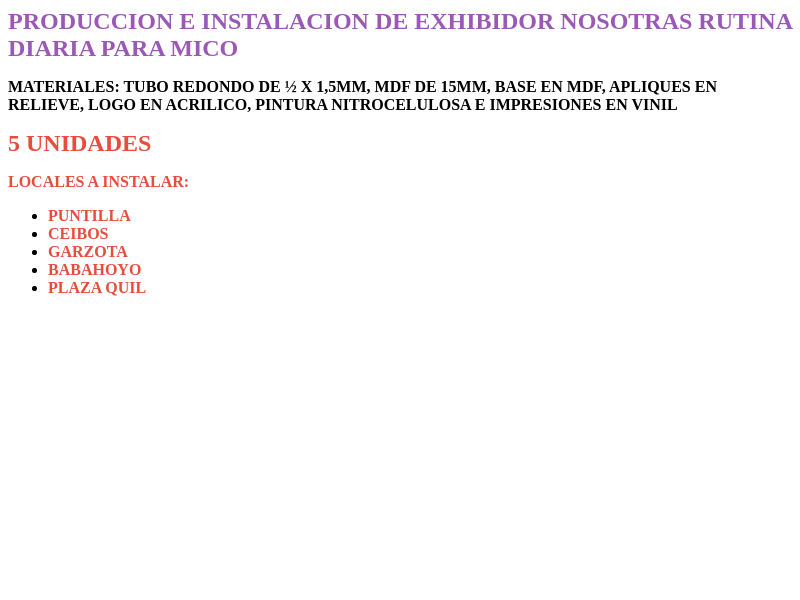 PRODUCCION E INSTALACION DE EXHIBIDOR NOSOTRAS RUTINA
DIARIA PARA MICO
MATERIALES: TUBO REDONDO DE ½ X 1,5MM, MDF DE 15MM, BASE EN MDF, APLIQUES EN
RELIEVE, LOGO EN ACRILICO, PINTURA NITROCELULOSA E IMPRESIONES EN VINIL
5 UNIDADES
LOCALES A INSTALAR:
PUNTILLA
CEIBOS
GARZOTA
BABAHOYO
PLAZA QUIL